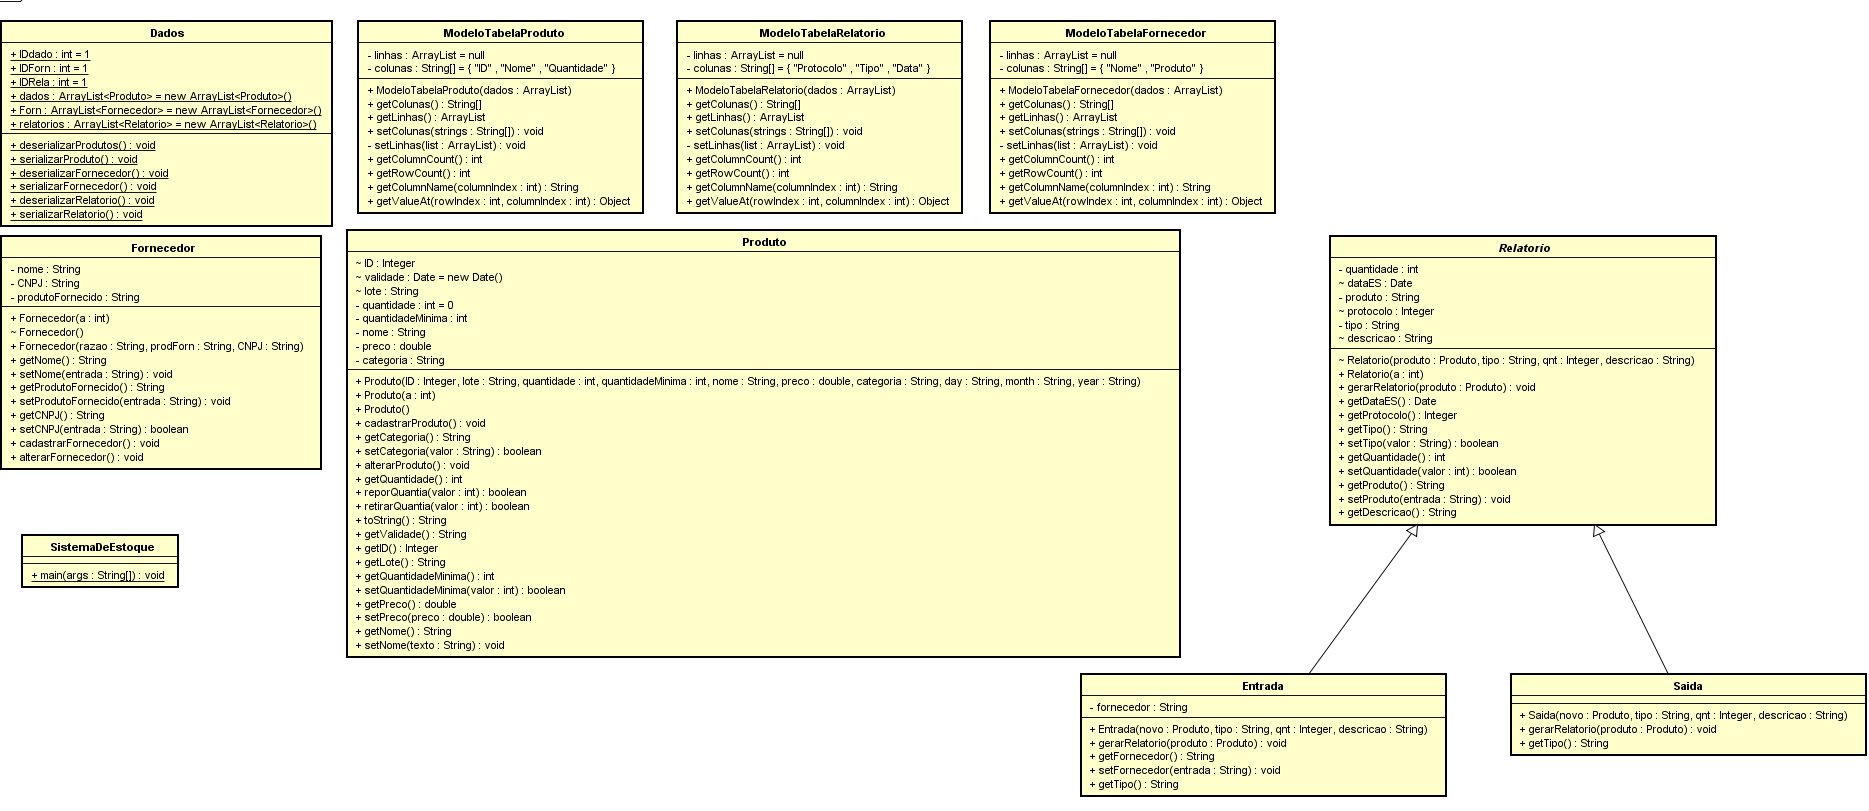 Dados
+ IDdado : int = 1
+ IDForn : int = 1
+ IDRela : int = 1
+ dados : ArrayList<Produto> = new ArrayList<Produto>()
+ Forn : ArrayList<Fornecedor> = new ArrayList<Fornecedor>()
+ relatorios : ArrayList<Relatorio> = new ArrayList<Relatorio>()
+ deserializarProdutos() : void
+ serializarProduto() : void
+ deserializarFornecedor() : void
+ serializarFornecedor() : void
+ deserializarRelatorio() : void
+ serializarRelatorio() : void
ModeloTabelaProduto
- linhas : ArrayList = null
- colunas : String[] = { "ID" , "Nome" , "Quantidade" }
+ ModeloTabelaProduto(dados : ArrayList)
+ getColunas() : String[]
+ getLinhas() : ArrayList
+ setColunas(strings : String[]) : void
- setLinhas(list : ArrayList) : void
+ getColumnCount() : int
+ getRowCount() : int
+ getColumnName(columnIndex : int) : String
+ getValueAt(rowIndex : int, columnIndex : int) : Object
ModeloTabelaRelatorio
- linhas : ArrayList = null
- colunas : String[] = { "Protocolo" , "Tipo" , "Data" }
+ ModeloTabelaRelatorio(dados : ArrayList)
+ getColunas() : String[]
+ getLinhas() : ArrayList
+ setColunas(strings : String[]) : void
- setLinhas(list : ArrayList) : void
+ getColumnCount() : int
+ getRowCount() : int
+ getColumnName(columnIndex : int) : String
+ getValueAt(rowIndex : int, columnIndex : int) : Object
ModeloTabelaFornecedor
- linhas : ArrayList = null
- colunas : String[] = { "Nome" , "Produto" }
+ ModeloTabelaFornecedor(dados : ArrayList)
+ getColunas() : String[]
+ getLinhas() : ArrayList
+ setColunas(strings : String[]) : void
- setLinhas(list : ArrayList) : void
+ getColumnCount() : int
+ getRowCount() : int
+ getColumnName(columnIndex : int) : String
+ getValueAt(rowIndex : int, columnIndex : int) : Object
Fornecedor
- nome : String
- CNPJ : String
- produtoFornecido : String
+ Fornecedor(a : int)
~ Fornecedor()
+ Fornecedor(razao : String, prodForn : String, CNPJ : String)
+ getNome() : String
+ setNome(entrada : String) : void
+ getProdutoFornecido() : String
+ setProdutoFornecido(entrada : String) : void
+ getCNPJ() : String
+ setCNPJ(entrada : String) : boolean
+ cadastrarFornecedor() : void
+ alterarFornecedor() : void
Produto
~ ID : Integer
~ validade : Date = new Date()
~ lote : String
- quantidade : int = 0
- quantidadeMinima : int
- nome : String
- preco : double
- categoria : String
+ Produto(ID : Integer, lote : String, quantidade : int, quantidadeMinima : int, nome : String, preco : double, categoria : String, day : String, month : String, year : String)
+ Produto(a : int)
+ Produto()
+ cadastrarProduto() : void
+ getCategoria() : String
+ setCategoria(valor : String) : boolean
+ alterarProduto() : void
+ getQuantidade() : int
+ reporQuantia(valor : int) : boolean
+ retirarQuantia(valor : int) : boolean
+ toString() : String
+ getValidade() : String
+ getID() : Integer
+ getLote() : String
+ getQuantidadeMinima() : int
+ setQuantidadeMinima(valor : int) : boolean
+ getPreco() : double
+ setPreco(preco : double) : boolean
+ getNome() : String
+ setNome(texto : String) : void
Relatorio
- quantidade : int
~ dataES : Date
- produto : String
~ protocolo : Integer
- tipo : String
~ descricao : String
~ Relatorio(produto : Produto, tipo : String, qnt : Integer, descricao : String)
+ Relatorio(a : int)
+ gerarRelatorio(produto : Produto) : void
+ getDataES() : Date
+ getProtocolo() : Integer
+ getTipo() : String
+ setTipo(valor : String) : boolean
+ getQuantidade() : int
+ setQuantidade(valor : int) : boolean
+ getProduto() : String
+ setProduto(entrada : String) : void
+ getDescricao() : String
SistemaDeEstoque
+ main(args : String[]) : void
Entrada
- fornecedor : String
+ Entrada(novo : Produto, tipo : String, qnt : Integer, descricao : String)
+ gerarRelatorio(produto : Produto) : void
+ getFornecedor() : String
+ setFornecedor(entrada : String) : void
+ getTipo() : String
Saida
+ Saida(novo : Produto, tipo : String, qnt : Integer, descricao : String)
+ gerarRelatorio(produto : Produto) : void
+ getTipo() : String